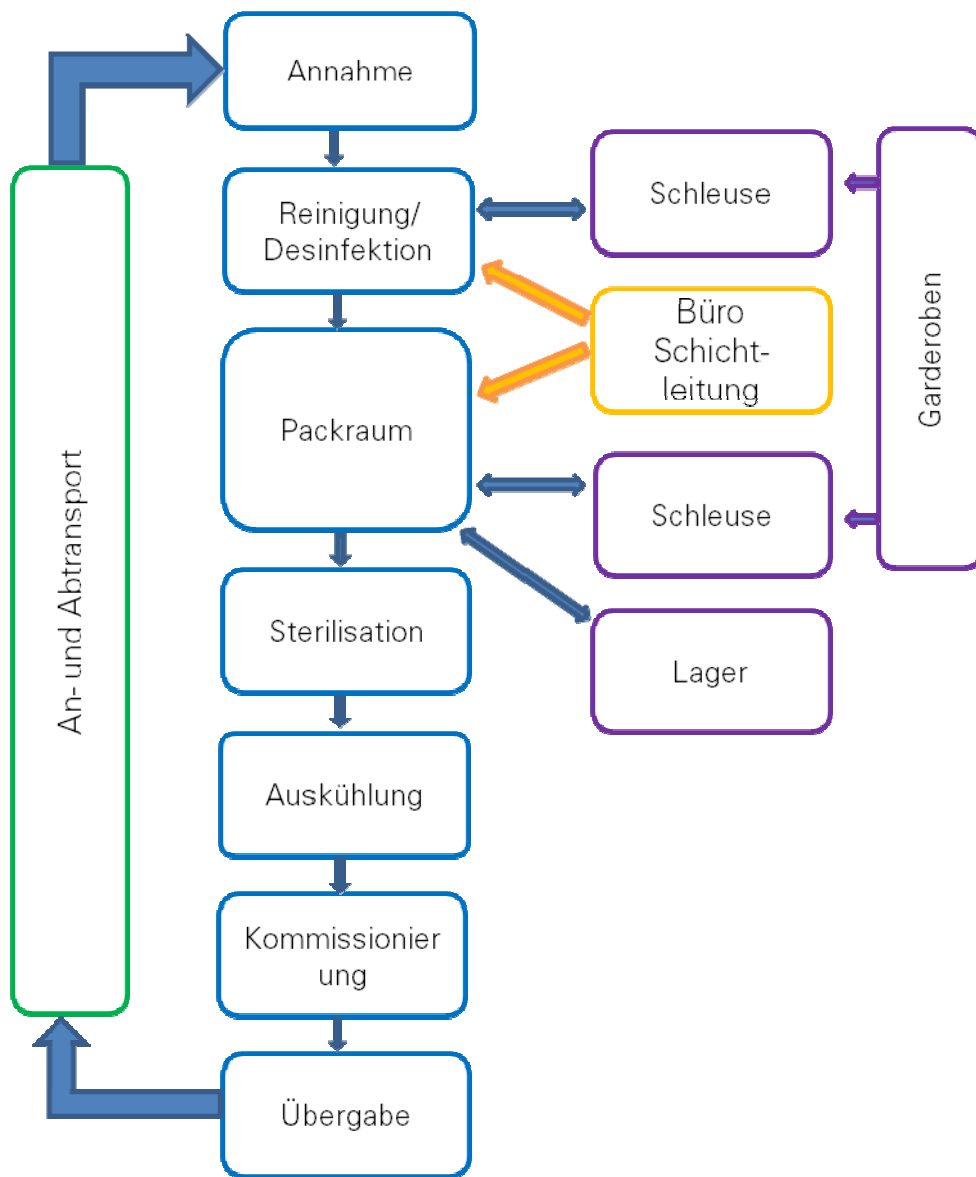 Annahme
Reinigung/
Desinfektion
Schleuse
Büro
Schicht-
leitung
Garderoben
Packraum
Schleuse
An- und Abtransport
Sterilisation
Lager
Auskühlung
Kommissionier
ung
Übergabe